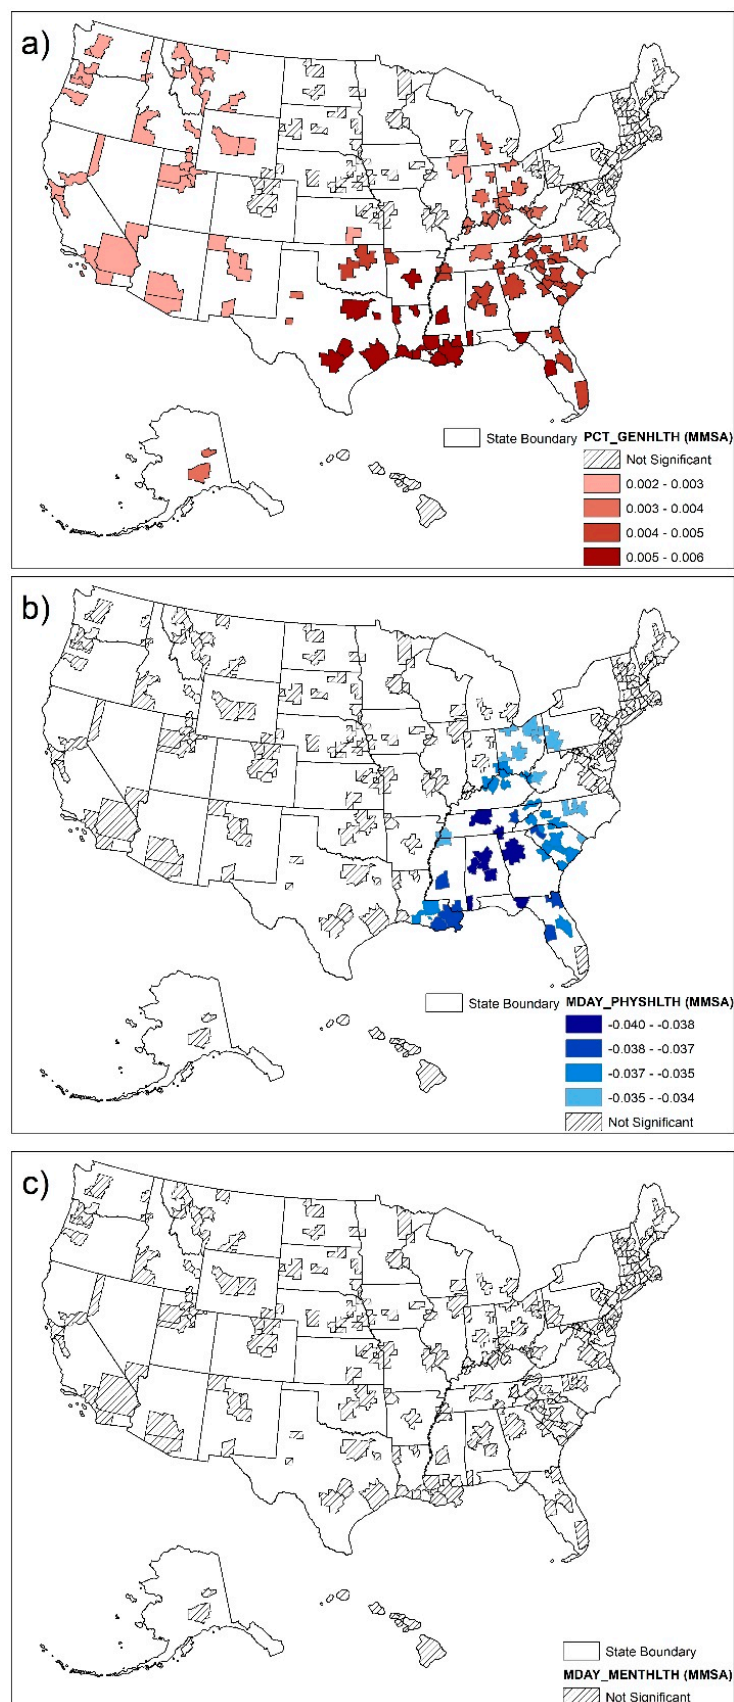 a)
State Boundary PCT_GENHLTH (MMSA)
Not Significant
0.002 - 0.003
0.003 - 0.004
0.004 - 0.005
0.005 - 0.006
b)
State Boundary MDAY_PHYSHLTH (MMSA)
-0.040 - -0.038
-0.038 - -0.037
-0.037 - -0.035
-0.035 - -0.034
Not Significant
c)
State Boundary
MDAY_MENTHLTH (MMSA)
Not Significant